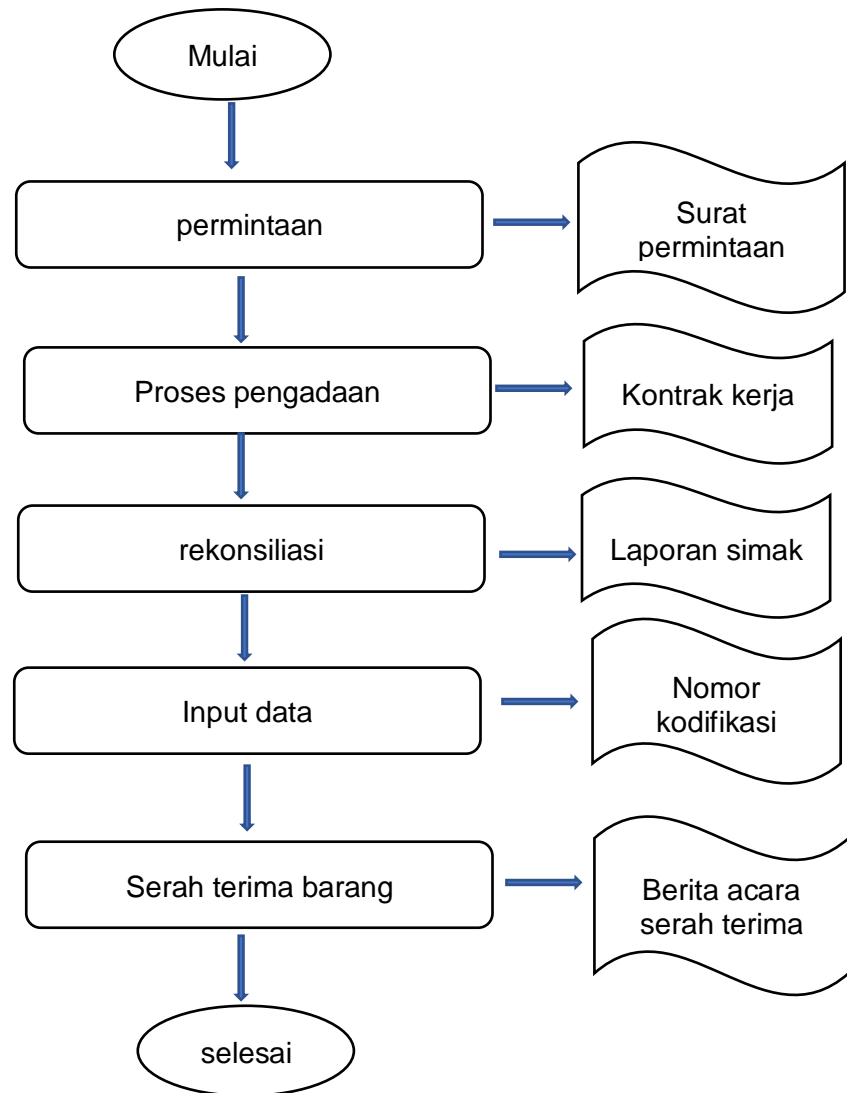 Mulai
permintaan
Surat
permintaan
Proses pengadaan
Kontrak kerja
rekonsiliasi
Laporan simak
Input data
Nomor
kodifikasi
Serah terima barang
Berita acara
serah terima
selesai